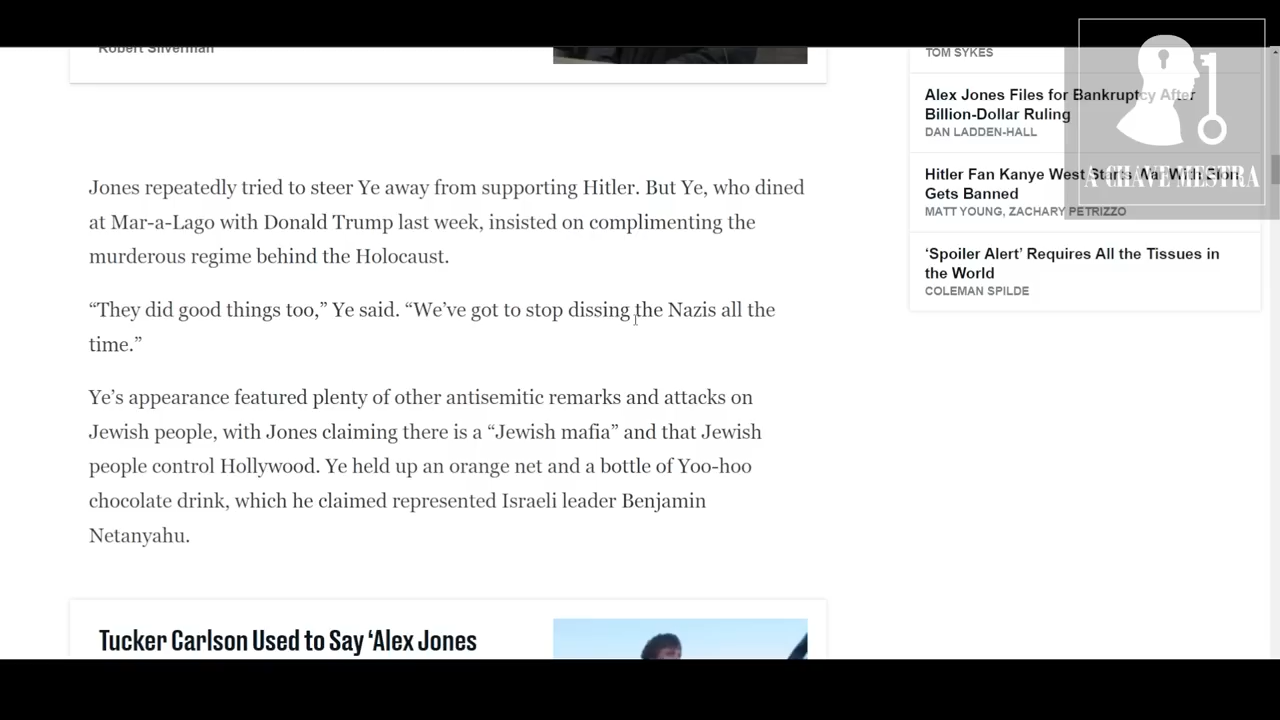 Robert Silverman
Jones repeatedly tried to steer Ye away from supporting Hitler. But Ye, who dined
at Mar-a-Lago with Donald Trump last week, insisted on complimenting the
murderous regime behind the Holocaust.
“They did good things too,” Ye said. “We’ve got to stop dissing the Nazis all the
time.”
Ye’s appearance featured plenty of other antisemitic remarks and attacks on
Jewish people, with Jones claiming there is a “Jewish mafia” and that Jewish
people control Hollywood. Ye held up an orange net and a bottle of Yoo-hoo
chocolate drink, which he claimed represented Israeli leader Benjamin
Netanyahu.
Tucker Carlson Used to Say ‘Alex Jones
TOM SYKES
Alex Jones Files for Bankruptcy After
Billion-Dollar Ruling
DAN LADDEN-HALL
Hitler Fan Kanye West Starts War With Elon,
Gets Banned
MATT YOUNG, ZACHARY PETRIZZO
‘Spoiler Alert’ Requires All the Tissues in
the World
COLEMAN SPILDE
A CHAVE MESTRA